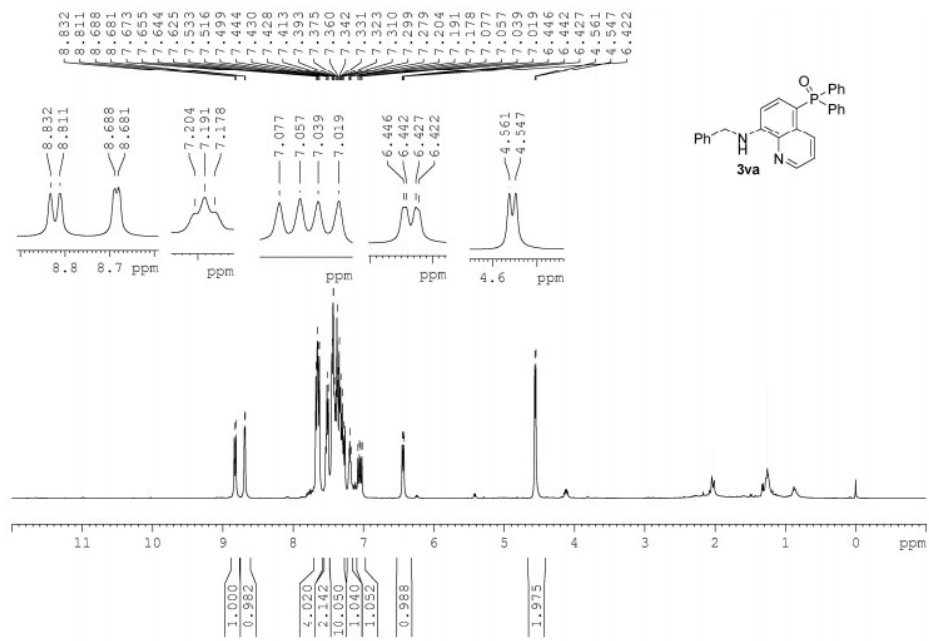 8.832 8.811 8.688 8.681 7.673 7.655 7.644 7.625 7.533 7.516 7.499 7.444 7.430 7.428 7.413 7.393 7.375 7.360 7.342 7.331 7.323 7.310 7.299 7.279 7.204 7.191 7.178 7.077 7.057 7.039 7.019 6.446 6.442 6.427 6.422 4.561 4.547
8.832 8.811 8.688 8.681 7.204 7.191 7.178 7.077 7.057 7.039 7.019 6.446 6.442 6.427 6.422 4.561 4.547
O
P Ph
Ph
Ph NH
N
3va
8.8 8.7 ppm ppm ppm ppm 4.6 ppm
11 10 9 8 7 6 5 4 3 2 1 0 ppm
1.000 0.982 4.020 2.142 10.050 1.040 1.052 0.988 1.975